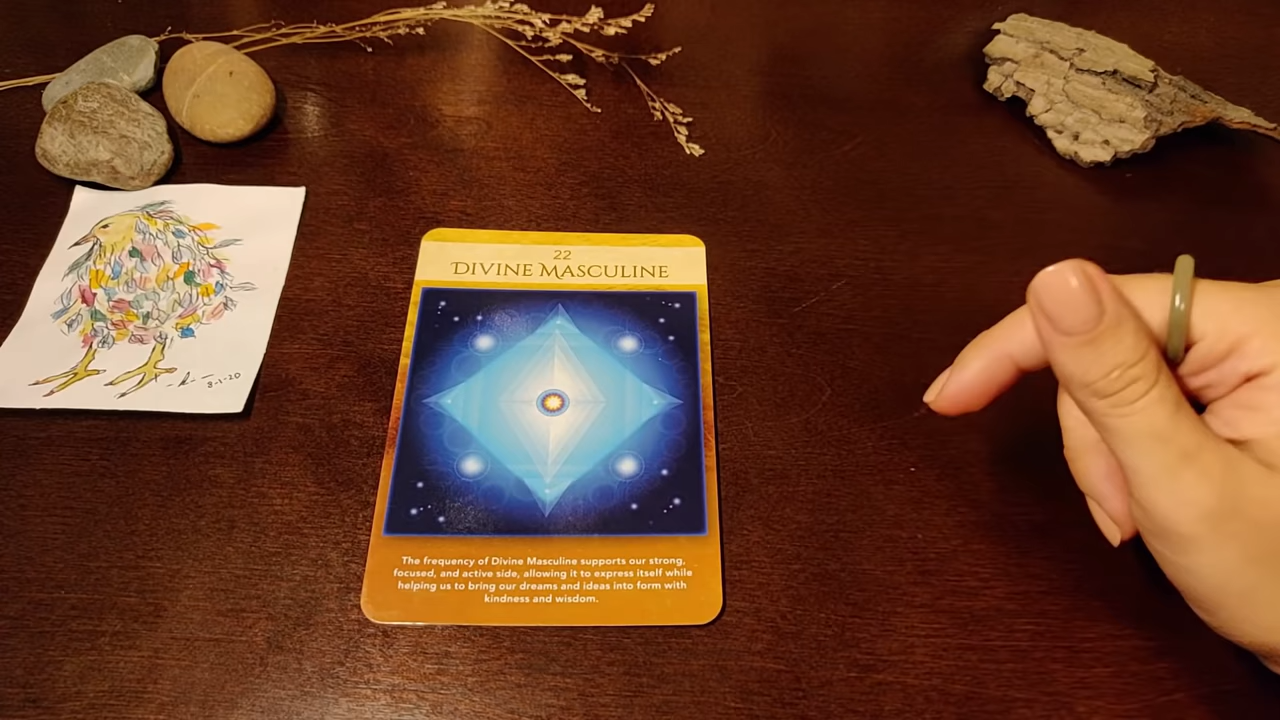 22
Divine Masculine
The frequency of Divine Masculine supports our strong,
focused, and active side, allowing it to express itself while
helping us to bring our dreams and ideas into form with
kindness and wisdom.
8-1-20